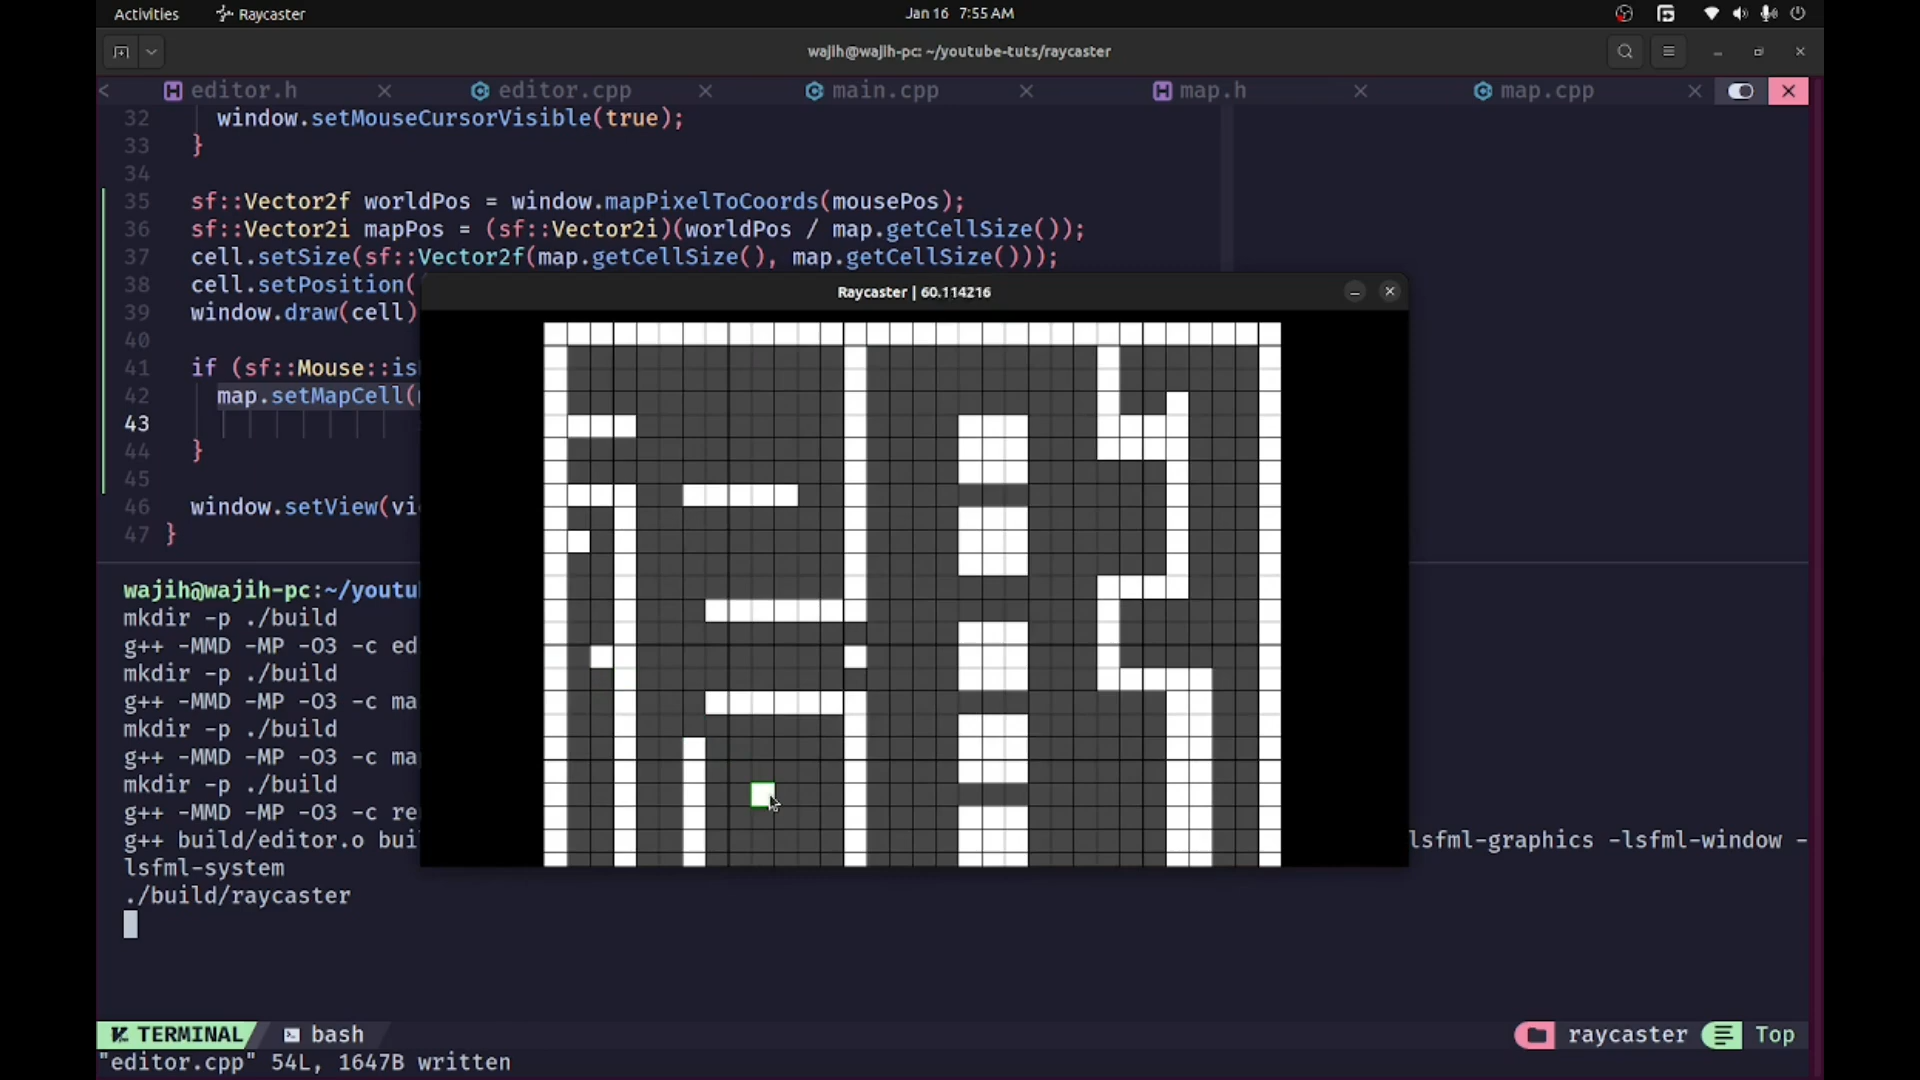 Activities Raycaster Jan 16 7:55 AM
wajih@wajih-pc: ~/youtube-tuts/raycaster
< editor.h editor.cpp main.cpp map.h map.cpp
32 window.setMouseCursorVisible(true);
33 }
34
35 sf::Vector2f worldPos = window.mapPixelToCoords(mousePos);
36 sf::Vector2i mapPos = (sf::Vector2i)(worldPos / map.getCellSize());
37 cell.setSize(sf::Vector2f(map.getCellSize(), map.getCellSize()));
38 cell.setPosition(
39 window.draw(cell)
40
41 if (sf::Mouse::is
42 map.setMapCell(
43
44 }
45
46 window.setView(vi
47 }
Raycaster | 60.114216
wajih@wajih-pc:~/youtu
mkdir -p ./build
g++ -MMD -MP -O3 -c ed
mkdir -p ./build
g++ -MMD -MP -O3 -c ma
mkdir -p ./build
g++ -MMD -MP -O3 -c ma
mkdir -p ./build
g++ -MMD -MP -O3 -c re
g++ build/editor.o bui lsfml-graphics -lsfml-window -
lsfml-system
./build/raycaster
TERMINAL bash raycaster Top
"editor.cpp" 54L, 1647B written